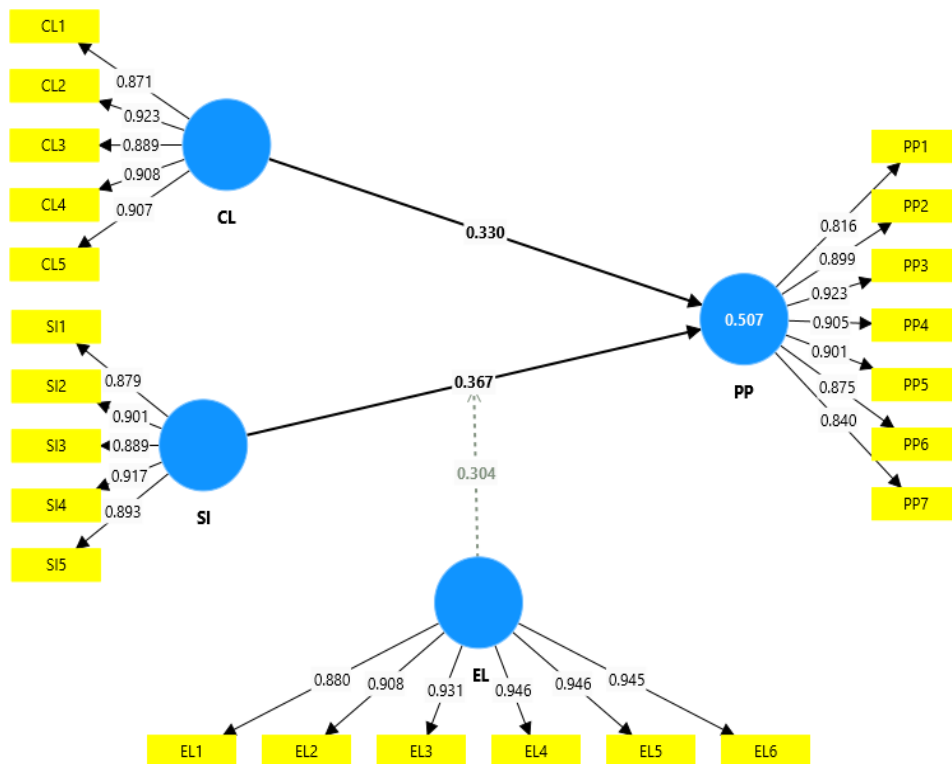 CL1
CL2
CL3
CL4
CL5
0.871
0.923
0.889
0.908
0.907
CL
0.330
SI1
SI2
SI3
SI4
SI5
0.879
0.901
0.889
0.917
0.893
SI
0.367
0.304
0.507
PP
0.816
0.899
0.923
0.905
0.901
0.875
0.840
PP1
PP2
PP3
PP4
PP5
PP6
PP7
EL
0.880
0.908
0.931
0.946
0.946
0.945
EL1
EL2
EL3
EL4
EL5
EL6